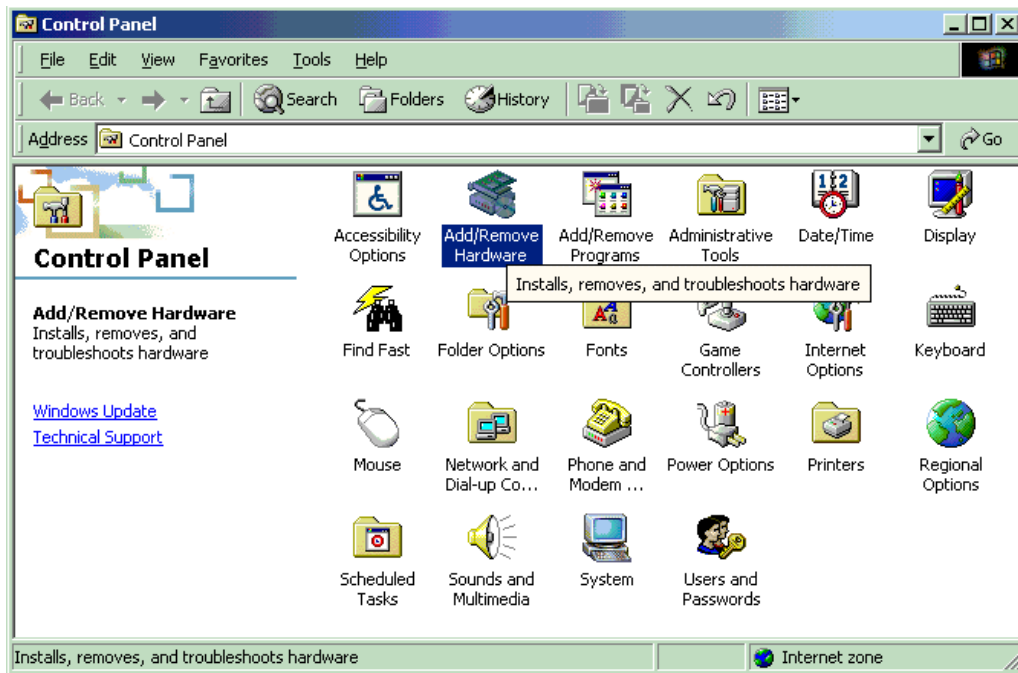 Control Panel
File Edit View Favorites Tools Help
Back Search Folders History
Address Control Panel Go
Control Panel
Add/Remove Hardware
Installs, removes, and
troubleshoots hardware
Windows Update
Technical Support
Accessibility
Options
Add/Remove
Hardware
Add/Remove
Programs
Administrative
Tools
Date/Time
Display
Installs, removes, and troubleshoots hardware
Find Fast
Folder Options
Fonts
Game
Controllers
Internet
Options
Keyboard
Mouse
Network and
Dial-up Co...
Phone and
Modem ...
Power Options
Printers
Regional
Options
Scheduled
Tasks
Sounds and
Multimedia
System
Users and
Passwords
Installs, removes, and troubleshoots hardware Internet zone